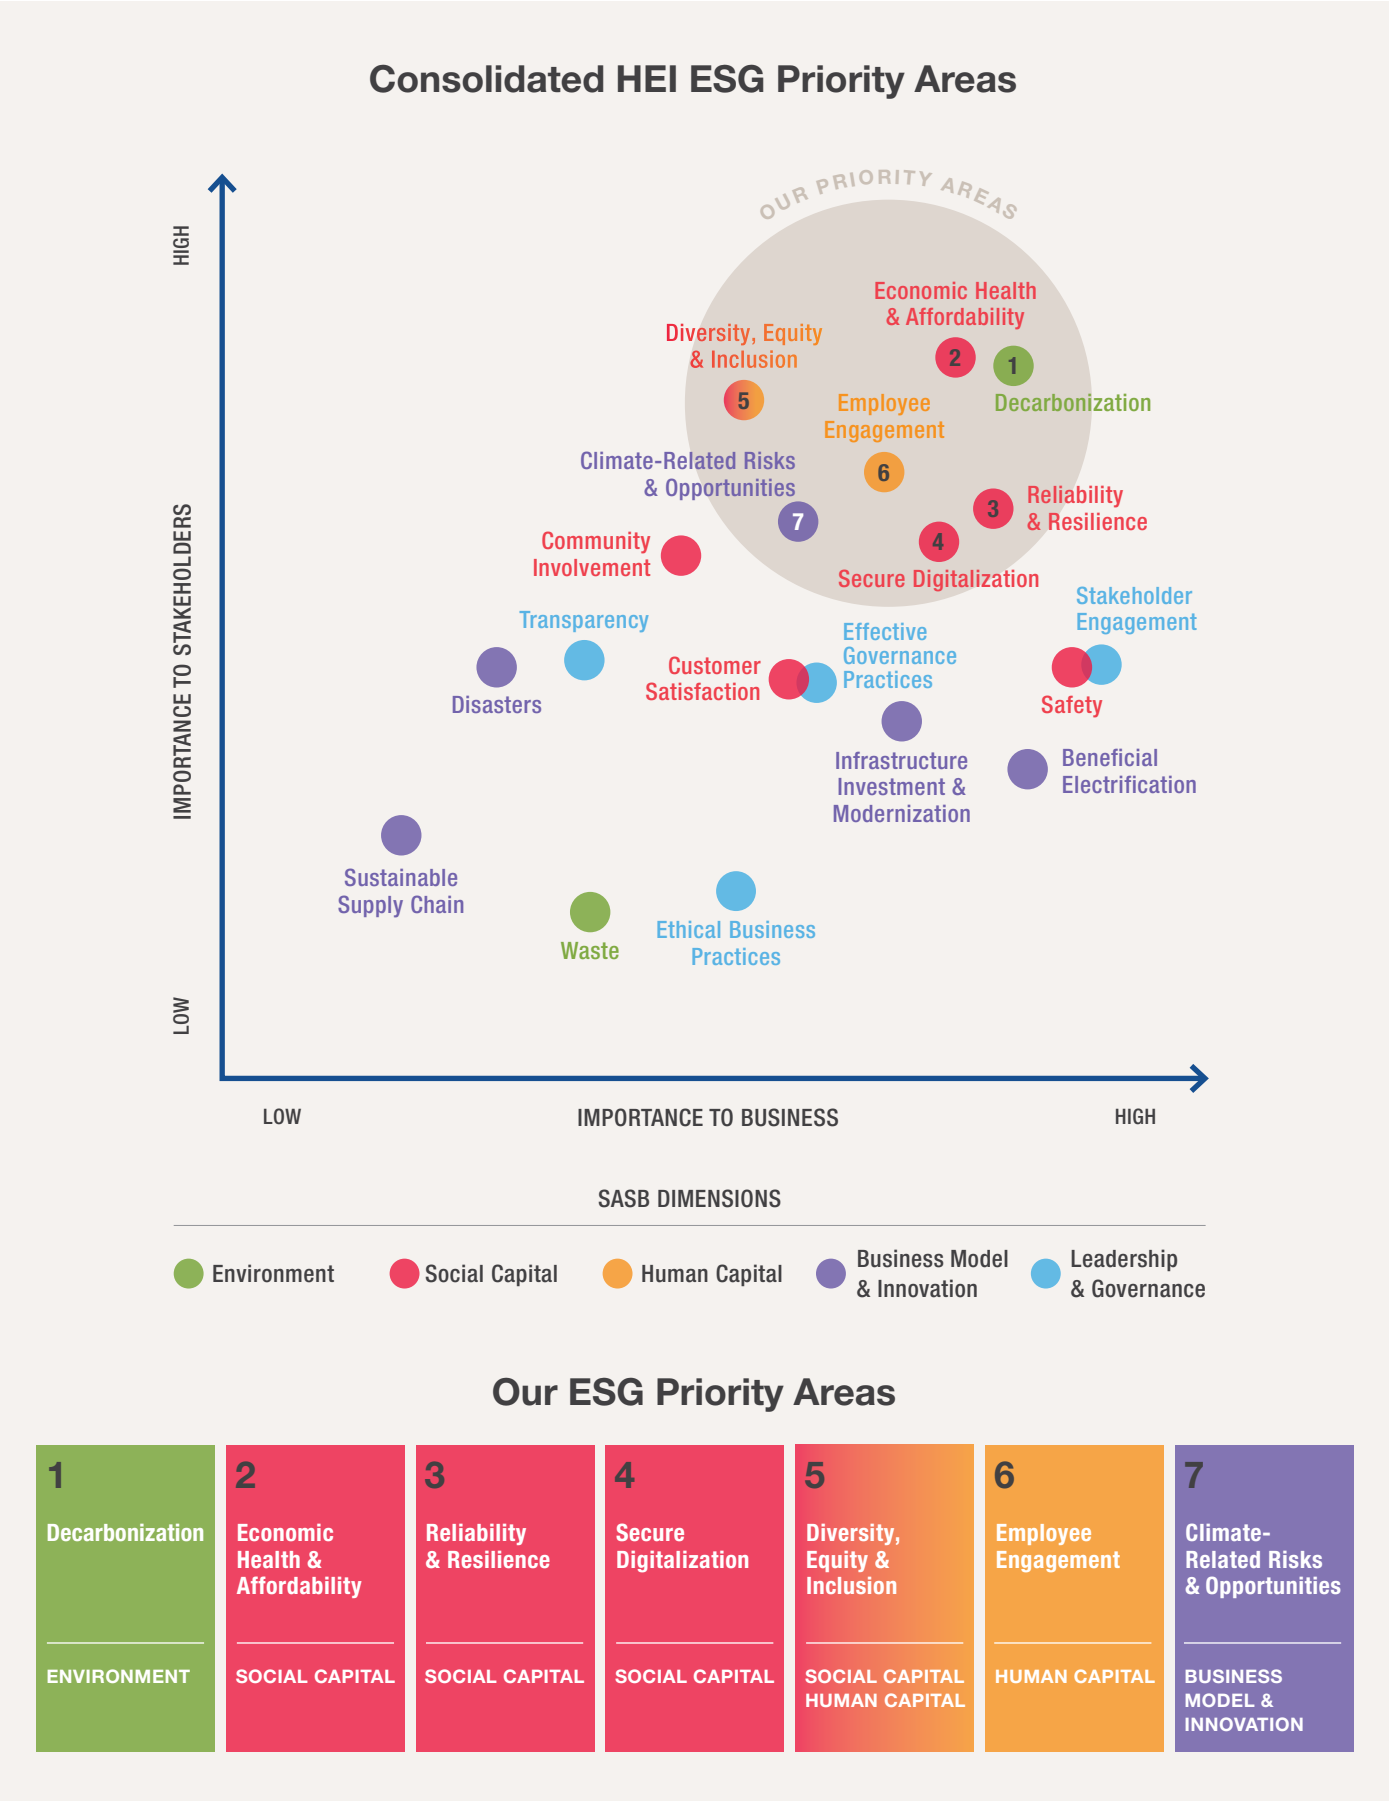 Consolidated HEI ESG Priority Areas
OUR PRIORITY AREAS
HIGH
IMPORTANCE TO STAKEHOLDERS
LOW
Economic Health
& Affordability
2
1
Decarbonization
Diversity, Equity
& Inclusion
5
Employee
Engagement
6
Climate-Related Risks
& Opportunities
7
Reliability
& Resilience
3
4
Secure Digitalization
Community
Involvement
Transparency
Disasters
Customer
Satisfaction
Effective
Governance
Practices
Stakeholder
Engagement
Safety
Infrastructure
Investment &
Modernization
Beneficial
Electrification
Sustainable
Supply Chain
Waste
Ethical Business
Practices
LOW
IMPORTANCE TO BUSINESS
HIGH
SASB DIMENSIONS
Environment
Social Capital
Human Capital
Business Model
& Innovation
Leadership
& Governance
Our ESG Priority Areas
1
Decarbonization
ENVIRONMENT
2
Economic
Health &
Affordability
SOCIAL CAPITAL
3
Reliability
& Resilience
SOCIAL CAPITAL
4
Secure
Digitalization
SOCIAL CAPITAL
5
Diversity,
Equity &
Inclusion
SOCIAL CAPITAL
HUMAN CAPITAL
6
Employee
Engagement
HUMAN CAPITAL
7
Climate-
Related Risks
& Opportunities
BUSINESS
MODEL &
INNOVATION